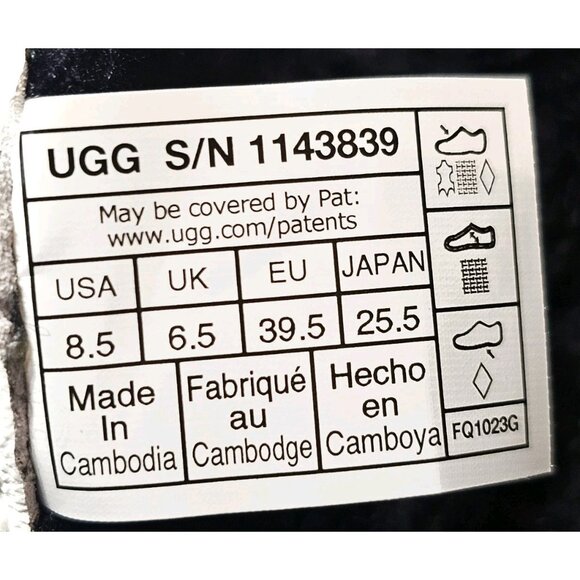 UGG S/N 1143839
May be covered by Pat:
www.ugg.com/patents
USA UK EU JAPAN
8.5 6.5 39.5 25.5
Made
In
Cambodia
Fabriqué
au
Cambodge
Hecho
en
Camboya
FQ1023G